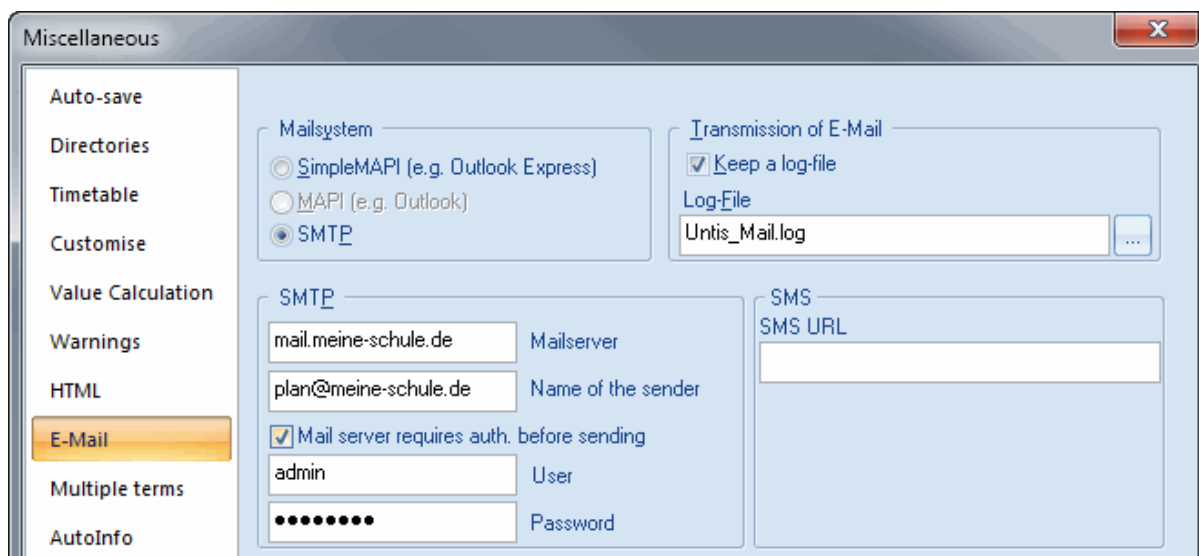 Miscellaneous
Auto-save
Directories
Timetable
Customise
Value Calculation
Warnings
HTML
E-Mail
Multiple terms
AutoInfo
Mailsystem
SimpleMAPI (e.g. Outlook Express)
MAPI (e.g. Outlook)
SMTP
Transmission of E-Mail
Keep a log-file
Log-File
Untis_Mail.log
...
SMTP
mail.meine-schule.de Mailserver
plan@meine-schule.de Name of the sender
Mail server requires auth. before sending
admin User
●●●●●●●● Password
SMS
SMS URL